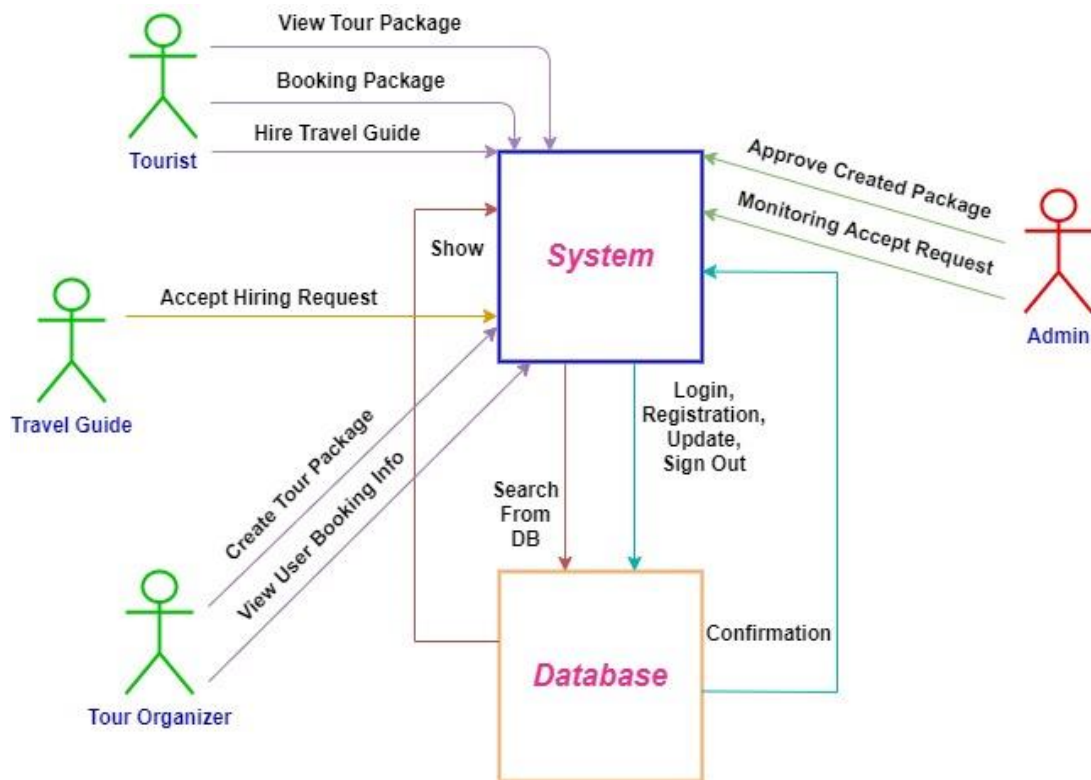 View Tour Package
Booking Package
Hire Travel Guide
Tourist
Approve Created Package
Monitoring Accept Request
Admin
Show
System
Accept Hiring Request
Travel Guide
Login,
Registration,
Update,
Sign Out
Create Tour Package
View User Booking Info
Search
From
DB
Tour Organizer
Confirmation
Database